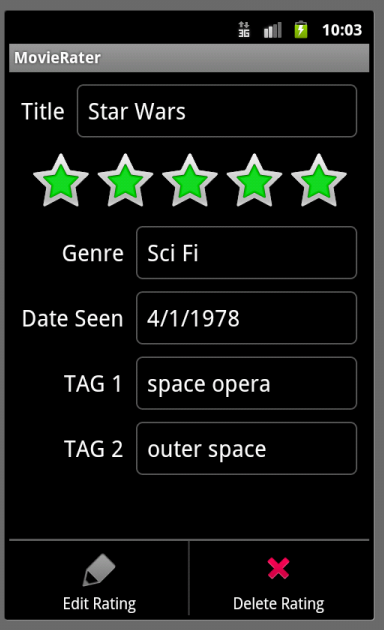 3G 10:03
MovieRater
Title Star Wars
Genre Sci Fi
Date Seen 4/1/1978
TAG 1 space opera
TAG 2 outer space
Edit Rating Delete Rating